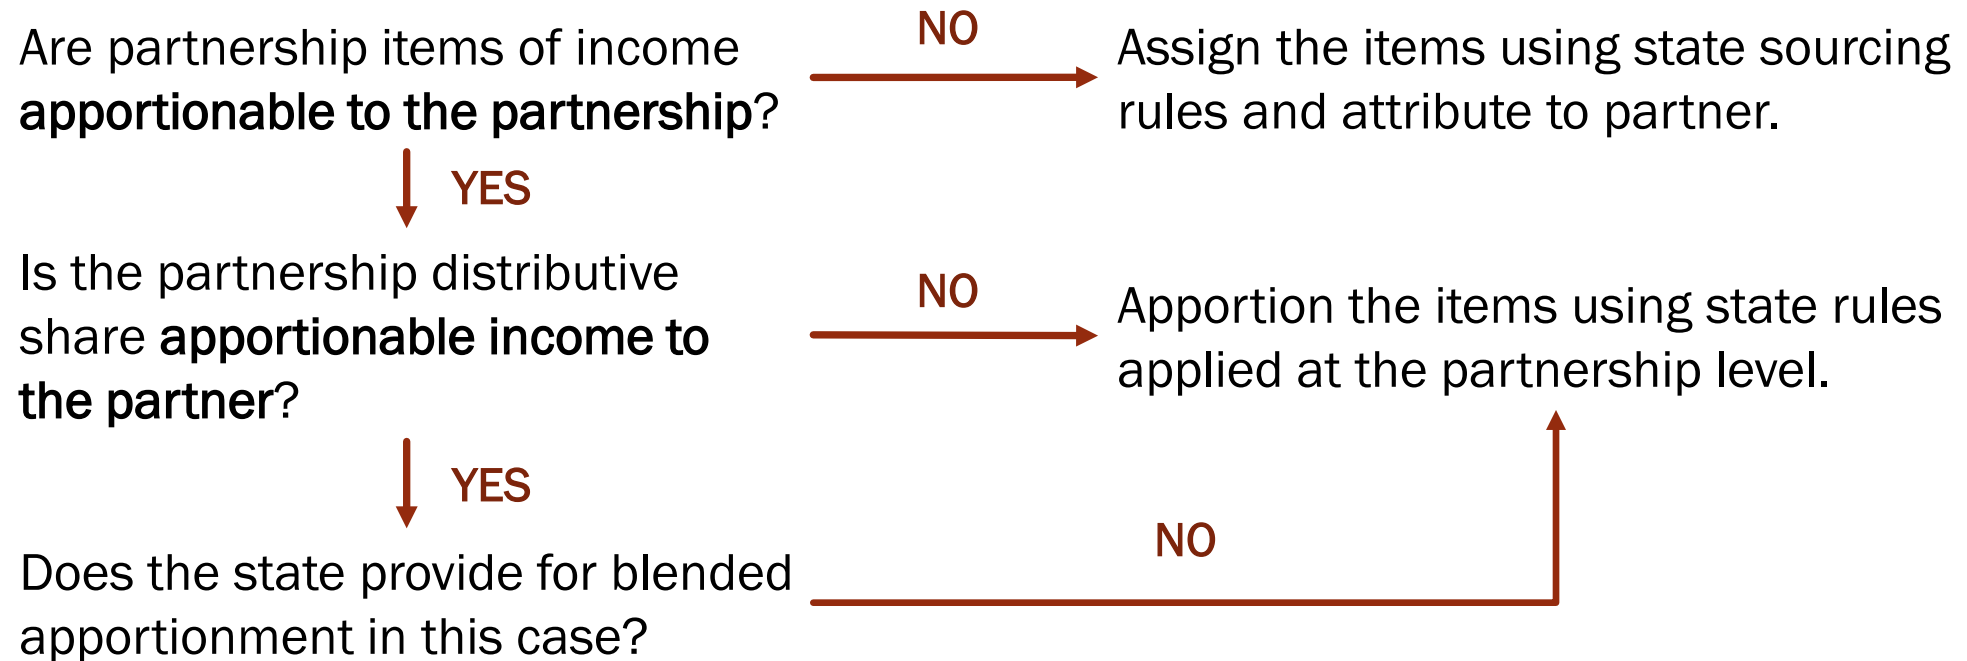 Are partnership items of income
apportionable to the partnership?
NO
Assign the items using state sourcing
rules and attribute to partner.
YES
Is the partnership distributive
share apportionable income to
the partner?
NO
Apportion the items using state rules
applied at the partnership level.
YES
Does the state provide for blended
apportionment in this case?
NO